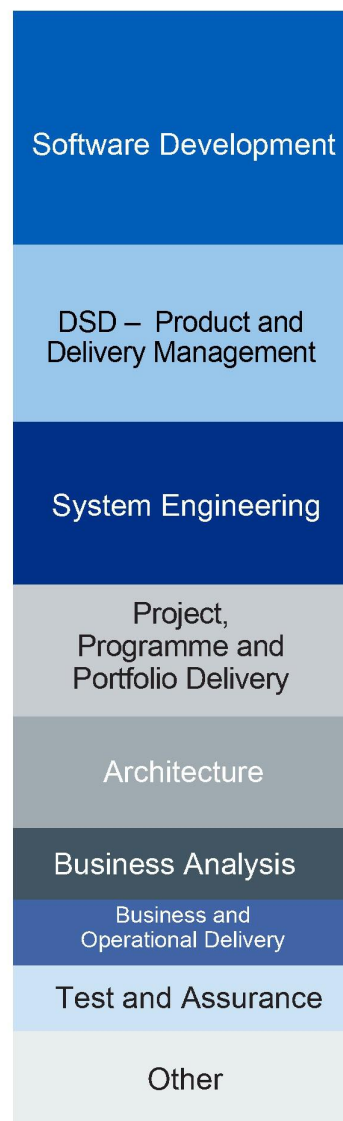 Software Development
DSD – Product and
Delivery Management
System Engineering
Project,
Programme and
Portfolio Delivery
Architecture
Business Analysis
Business and
Operational Delivery
Test and Assurance
Other